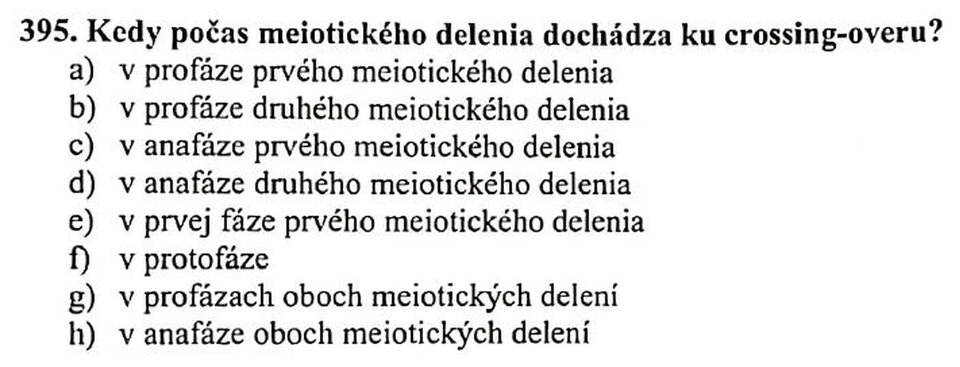 395. Kedy počas meiotického delenia dochádza ku crossing-overu?
a) v profáze prvého meiotického delenia
b) v profáze druhého meiotického delenia
c) v anafáze prvého meiotického delenia
d) v anafáze druhého meiotického delenia
e) v prvej fáze prvého meiotického delenia
f) v protofáze
g) v profázach oboch meiotických delení
h) v anafáze oboch meiotických delení